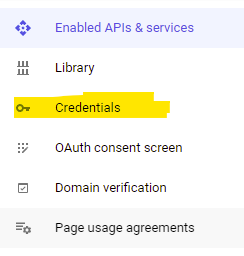 Enabled APIs & services
Library
Credentials
OAuth consent screen
Domain verification
Page usage agreements